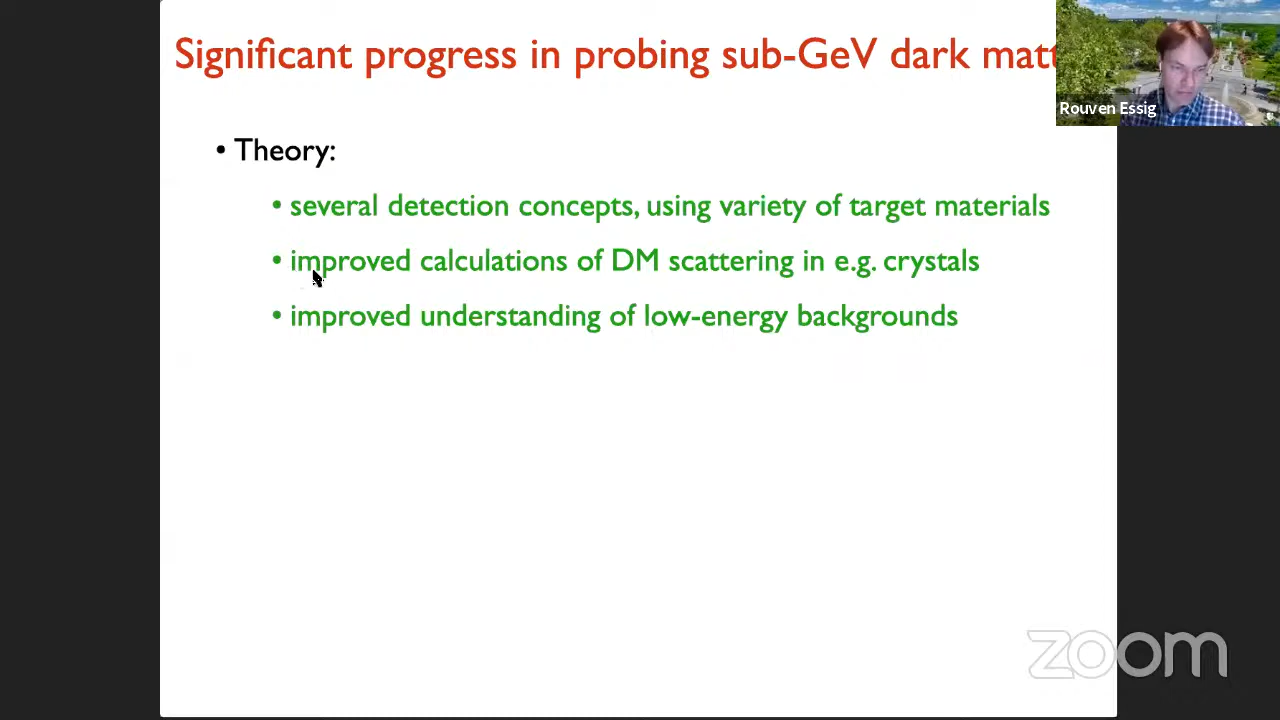 Significant progress in probing sub-GeV dark matt
Rouven Essig
• Theory:
• several detection concepts, using variety of target materials
• improved calculations of DM scattering in e.g. crystals
• improved understanding of low-energy backgrounds
zoom